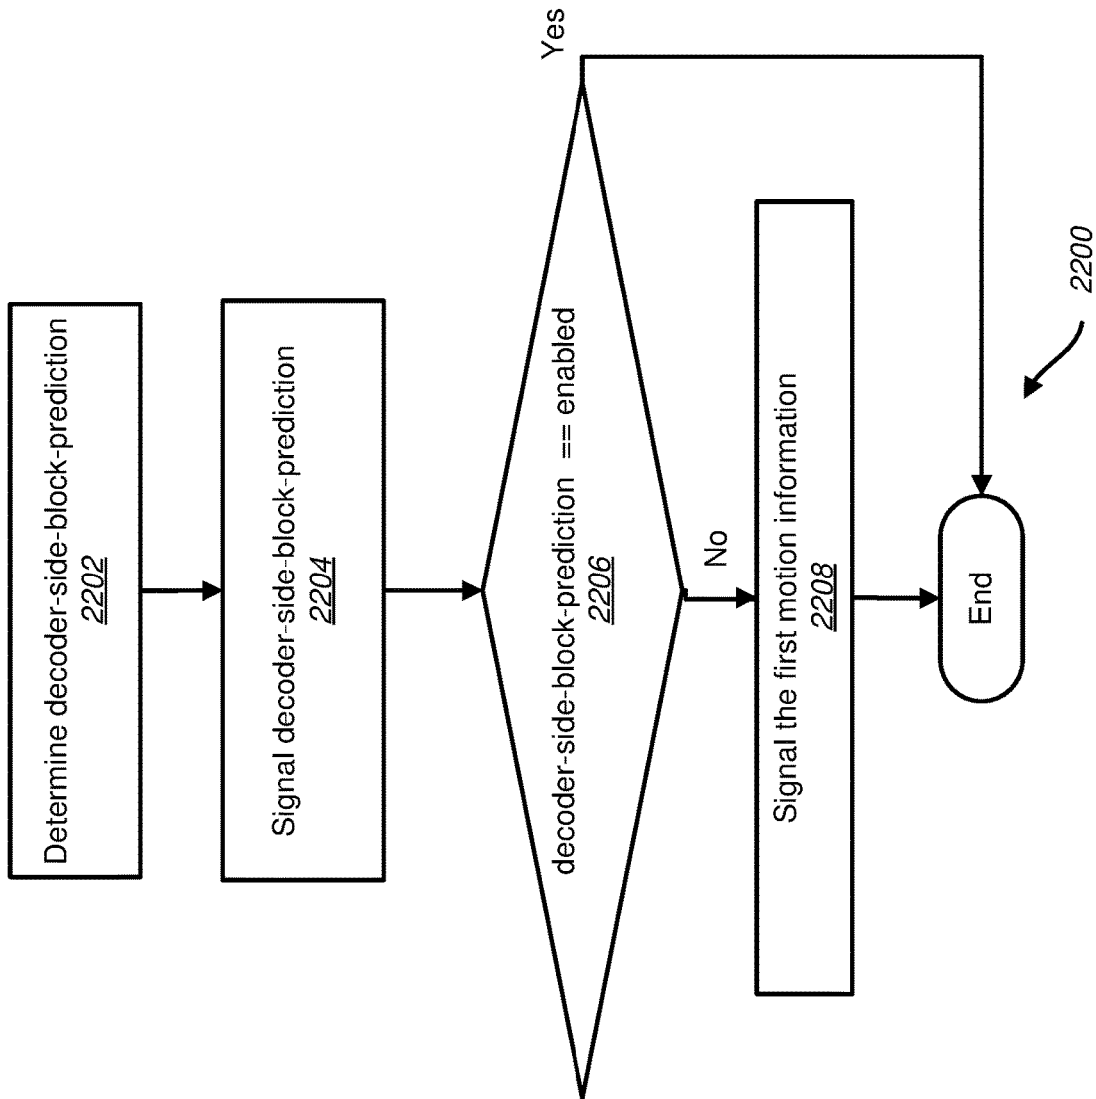 Determine decoder-side-block-prediction
2202
Signal decoder-side-block-prediction
2204
decoder-side-block-prediction == enabled
2206
Yes
No
Signal the first motion information
2208
End
2200